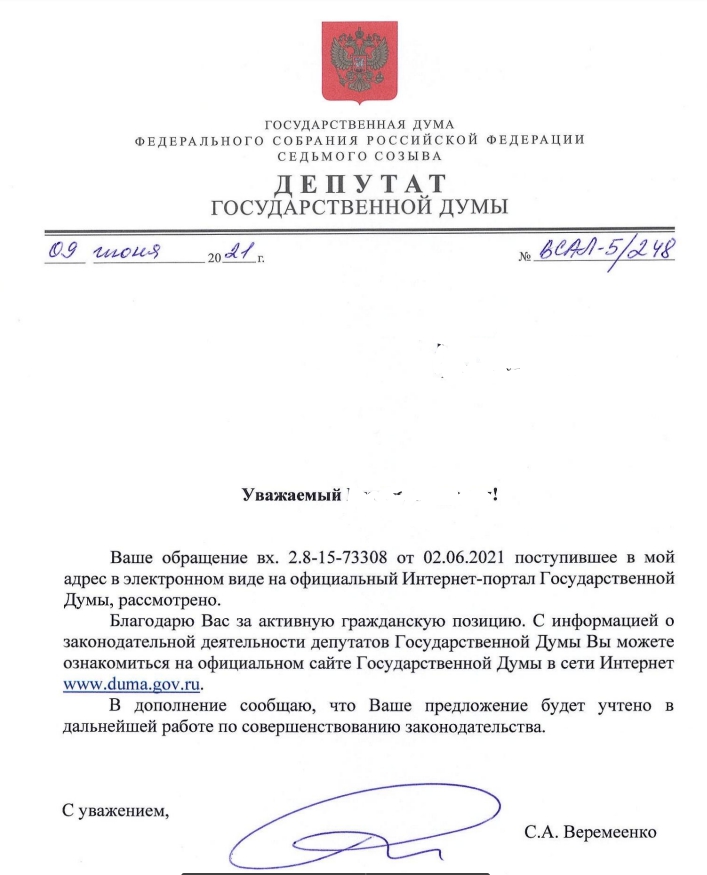 ГОСУДАРСТВЕННАЯ ДУМА
ФЕДЕРАЛЬНОГО СОБРАНИЯ РОССИЙСКОЙ ФЕДЕРАЦИИ
СЕДЬМОГО СОЗЫВА
ДЕПУТАТ
ГОСУДАРСТВЕННОЙ ДУМЫ
09 июня 2021 г. № ВСАЛ-5/248
Уважаемый !
Ваше обращение вх. 2.8-15-73308 от 02.06.2021 поступившее в мой
адрес в электронном виде на официальный Интернет-портал Государственной
Думы, рассмотрено.
Благодарю Вас за активную гражданскую позицию. С информацией о
законодательной деятельности депутатов Государственной Думы Вы можете
ознакомиться на официальном сайте Государственной Думы в сети Интернет
www.duma.gov.ru.
В дополнение сообщаю, что Ваше предложение будет учтено в
дальнейшей работе по совершенствованию законодательства.
С уважением,
С.А. Веремеенко